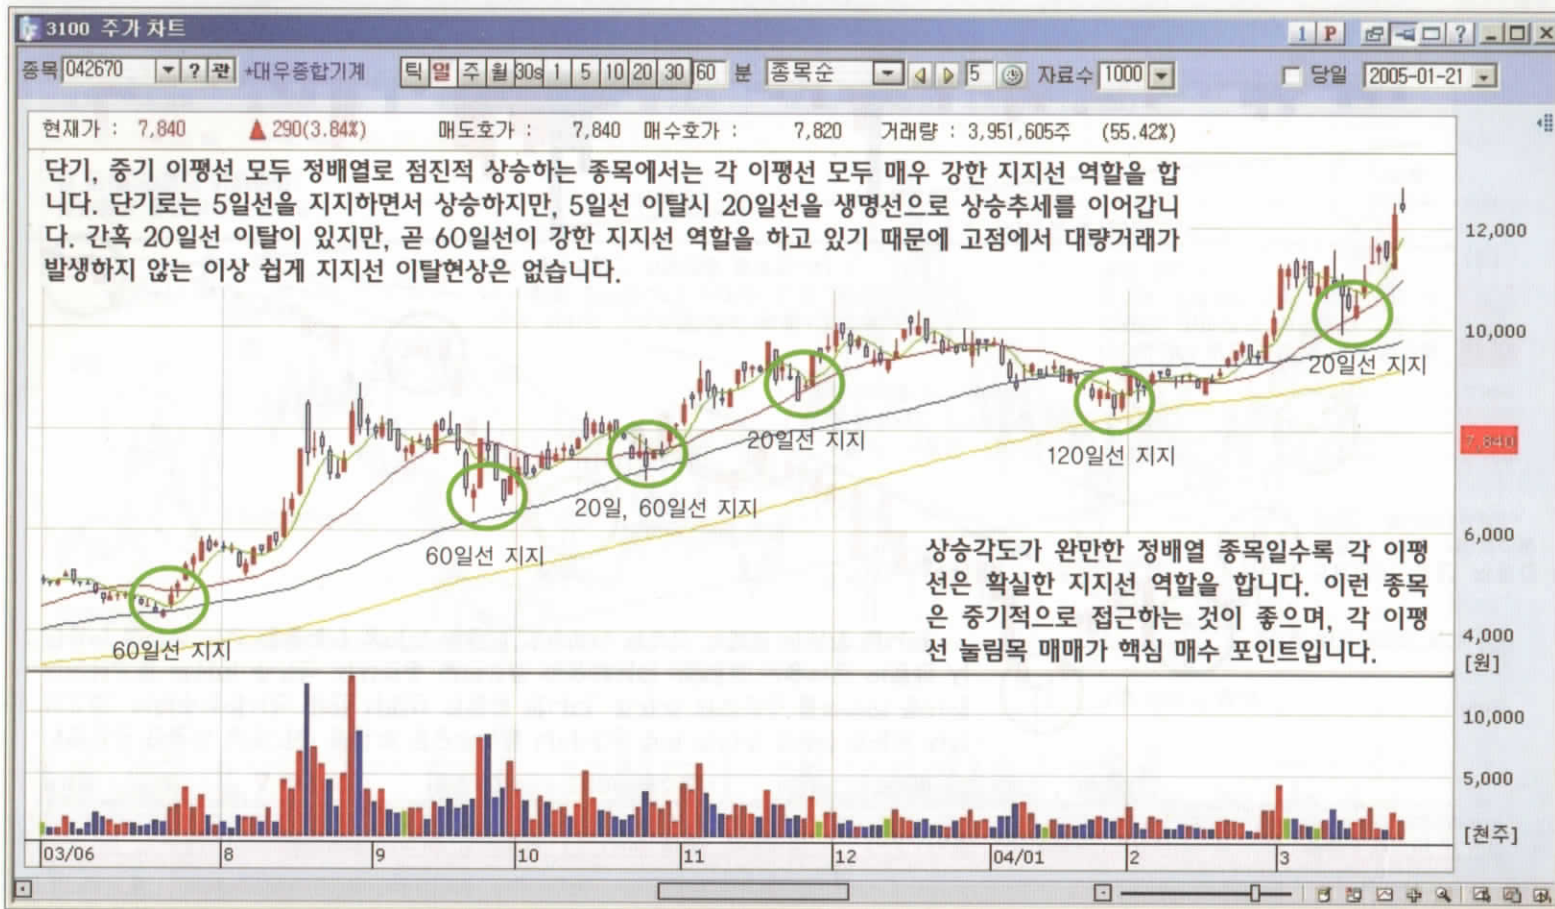 3100 주가 차트
1 P ?
종목 042670 ? 관 *대우종합기계 틱 일 주 월 30s 1 5 10 20 30 60 분 종목순 5 자료수 1000 당일 2005-01-21
현재가 : 7,840 ▲ 290(3.84%) 매도호가 : 7,840 매수호가 : 7,820 거래량 : 3,951,605주 (55.42%)
단기, 중기 이평선 모두 정배열로 점진적 상승하는 종목에서는 각 이평선 모두 매우 강한 지지선 역할을 합
니다. 단기로는 5일선을 지지하면서 상승하지만, 5일선 이탈시 20일선을 생명선으로 상승추세를 이어갑니
다. 간혹 20일선 이탈이 있지만, 곧 60일선이 강한 지지선 역할을 하고 있기 때문에 고점에서 대량거래가
발생하지 않는 이상 쉽게 지지선 이탈현상은 없습니다.
12,000
10,000
20일선 지지
20일선 지지
7,840
120일선 지지
20일, 60일선 지지
60일선 지지
6,000
상승각도가 완만한 정배열 종목일수록 각 이평
선은 확실한 지지선 역할을 합니다. 이런 종목
은 중기적으로 접근하는 것이 좋으며, 각 이평
선 눌림목 매매가 핵심 매수 포인트입니다.
4,000
[원]
60일선 지지
10,000
5,000
[천주]
03/06 8 9 10 11 12 04/01 2 3